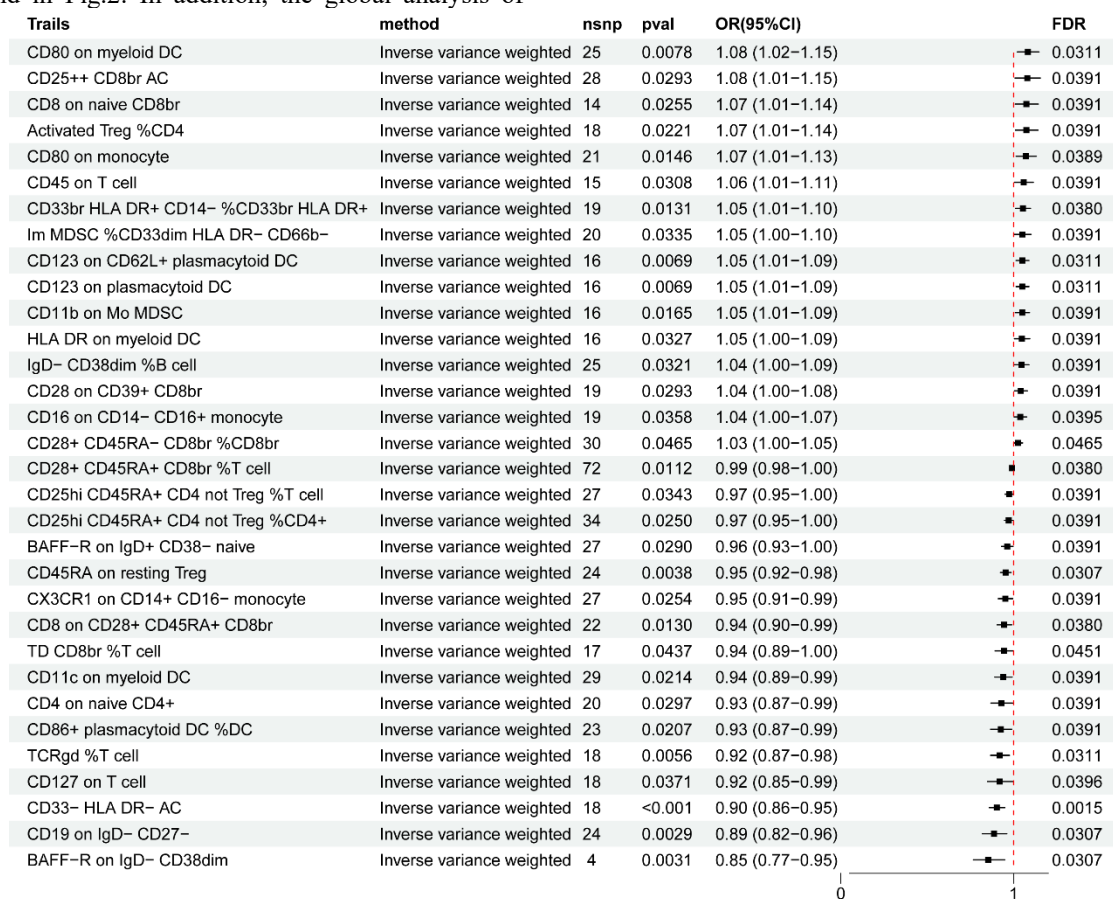 d in Fig.2. In addition, the global analysis of
Trails method nsnp pval OR(95%CI) FDR
CD80 on myeloid DC Inverse variance weighted 25 0.0078 1.08 (1.02−1.15) 0.0311
CD25++ CD8br AC Inverse variance weighted 28 0.0293 1.08 (1.01−1.15) 0.0391
CD8 on naive CD8br Inverse variance weighted 14 0.0255 1.07 (1.01−1.14) 0.0391
Activated Treg %CD4 Inverse variance weighted 18 0.0221 1.07 (1.01−1.14) 0.0391
CD80 on monocyte Inverse variance weighted 21 0.0146 1.07 (1.01−1.13) 0.0389
CD45 on T cell Inverse variance weighted 15 0.0308 1.06 (1.01−1.11) 0.0391
CD33br HLA DR+ CD14− %CD33br HLA DR+ Inverse variance weighted 19 0.0131 1.05 (1.01−1.10) 0.0380
Im MDSC %CD33dim HLA DR− CD66b− Inverse variance weighted 20 0.0335 1.05 (1.00−1.10) 0.0391
CD123 on CD62L+ plasmacytoid DC Inverse variance weighted 16 0.0069 1.05 (1.01−1.09) 0.0311
CD123 on plasmacytoid DC Inverse variance weighted 16 0.0069 1.05 (1.01−1.09) 0.0311
CD11b on Mo MDSC Inverse variance weighted 16 0.0165 1.05 (1.01−1.09) 0.0391
HLA DR on myeloid DC Inverse variance weighted 16 0.0327 1.05 (1.00−1.09) 0.0391
IgD− CD38dim %B cell Inverse variance weighted 25 0.0321 1.04 (1.00−1.09) 0.0391
CD28 on CD39+ CD8br Inverse variance weighted 19 0.0293 1.04 (1.00−1.08) 0.0391
CD16 on CD14− CD16+ monocyte Inverse variance weighted 19 0.0358 1.04 (1.00−1.07) 0.0395
CD28+ CD45RA− CD8br %CD8br Inverse variance weighted 30 0.0465 1.03 (1.00−1.05) 0.0465
CD28+ CD45RA+ CD8br %T cell Inverse variance weighted 72 0.0112 0.99 (0.98−1.00) 0.0380
CD25hi CD45RA+ CD4 not Treg %T cell Inverse variance weighted 27 0.0343 0.97 (0.95−1.00) 0.0391
CD25hi CD45RA+ CD4 not Treg %CD4+ Inverse variance weighted 34 0.0250 0.97 (0.95−1.00) 0.0391
BAFF−R on IgD+ CD38− naive Inverse variance weighted 27 0.0290 0.96 (0.93−1.00) 0.0391
CD45RA on resting Treg Inverse variance weighted 24 0.0038 0.95 (0.92−0.98) 0.0307
CX3CR1 on CD14+ CD16− monocyte Inverse variance weighted 27 0.0254 0.95 (0.91−0.99) 0.0391
CD8 on CD28+ CD45RA+ CD8br Inverse variance weighted 22 0.0130 0.94 (0.90−0.99) 0.0380
TD CD8br %T cell Inverse variance weighted 17 0.0437 0.94 (0.89−1.00) 0.0451
CD11c on myeloid DC Inverse variance weighted 29 0.0214 0.94 (0.89−0.99) 0.0391
CD4 on naive CD4+ Inverse variance weighted 20 0.0297 0.93 (0.87−0.99) 0.0391
CD86+ plasmacytoid DC %DC Inverse variance weighted 23 0.0207 0.93 (0.87−0.99) 0.0391
TCRgd %T cell Inverse variance weighted 18 0.0056 0.92 (0.87−0.98) 0.0311
CD127 on T cell Inverse variance weighted 18 0.0371 0.92 (0.85−0.99) 0.0396
CD33− HLA DR− AC Inverse variance weighted 18 <0.001 0.90 (0.86−0.95) 0.0015
CD19 on IgD− CD27− Inverse variance weighted 24 0.0029 0.89 (0.82−0.96) 0.0307
BAFF−R on IgD− CD38dim Inverse variance weighted 4 0.0031 0.85 (0.77−0.95) 0.0307
0 1